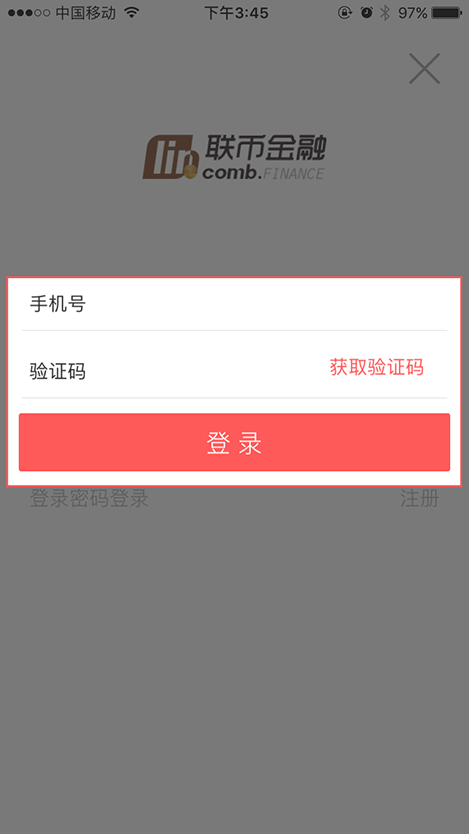 中国移动 下午3:45 97%
lin 联币金融
comb.FINANCE
手机号
验证码 获取验证码
登录
登录密码登录 注册